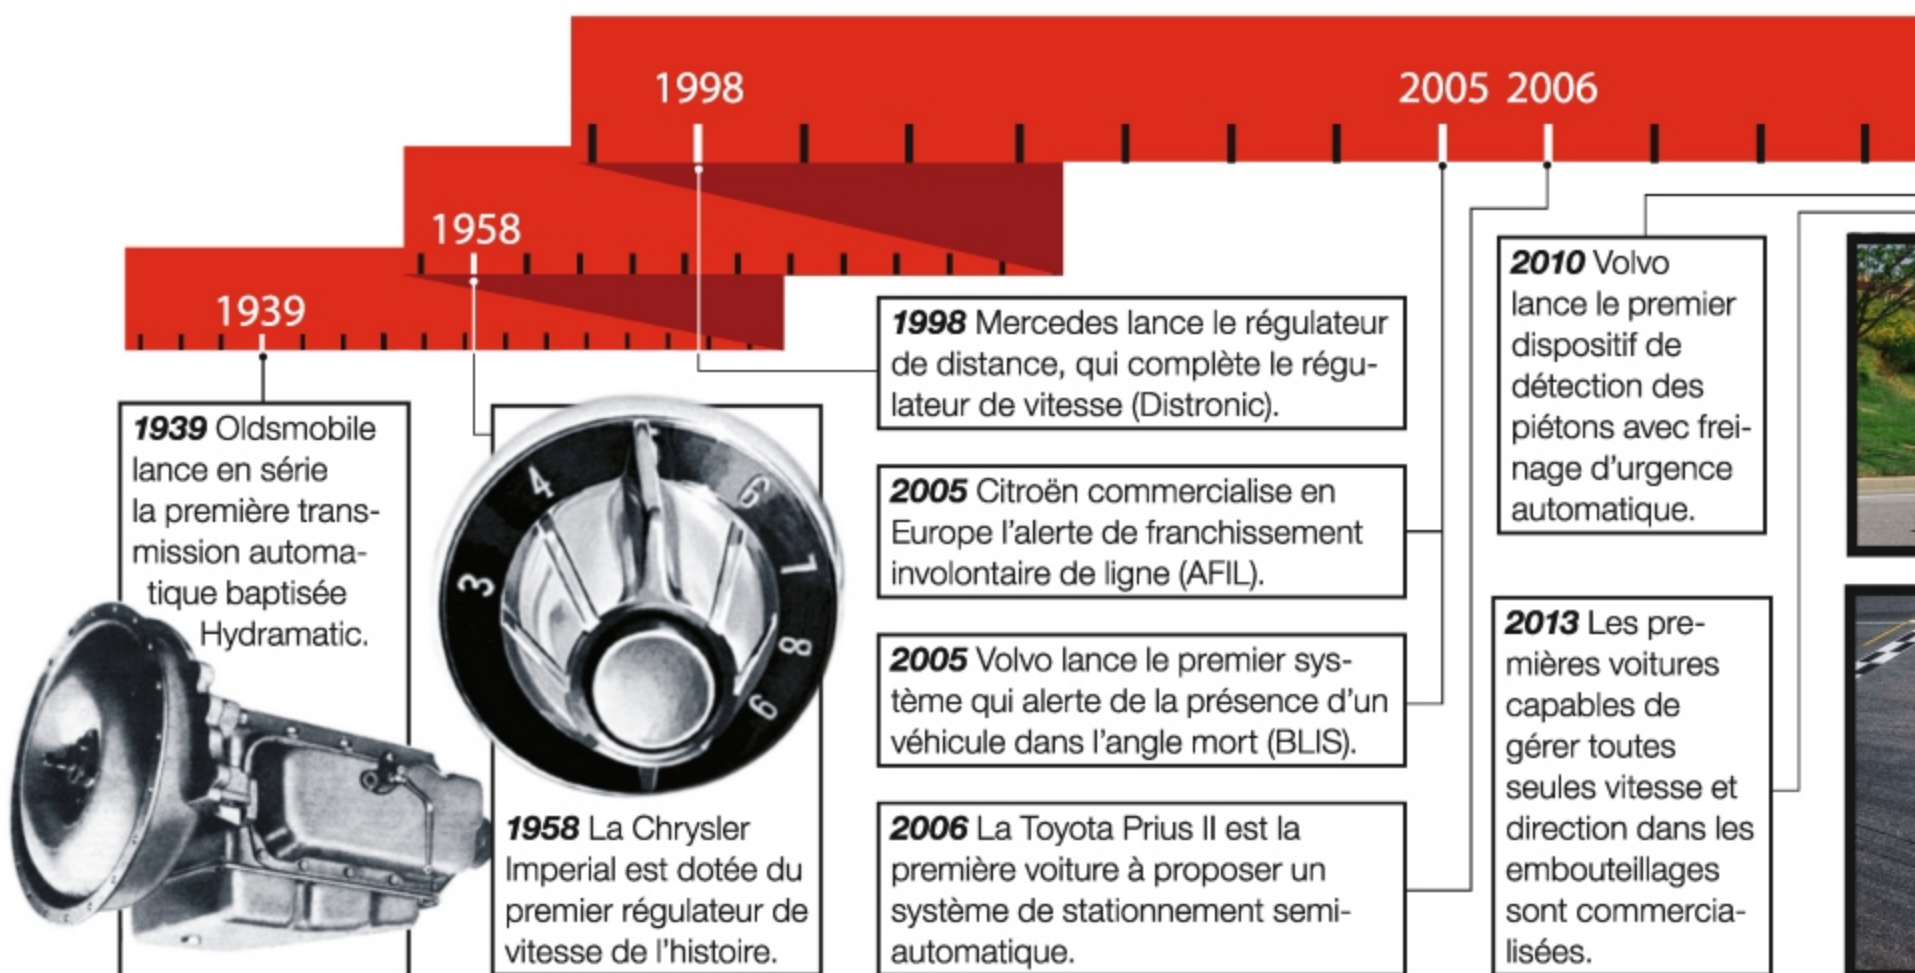 1998
2005 2006
1958
1939
1939 Oldsmobile
lance en série
la première trans-
mission automa-
tique baptisée
Hydramatic.
4
6
3
7
8
9
1958 La Chrysler
Imperial est dotée du
premier régulateur de
vitesse de l'histoire.
1998 Mercedes lance le régulateur
de distance, qui complète le régu-
lateur de vitesse (Distronic).
2005 Citroën commercialise en
Europe l'alerte de franchissement
involontaire de ligne (AFIL).
2005 Volvo lance le premier sys-
tème qui alerte de la présence d'un
véhicule dans l'angle mort (BLIS).
2006 La Toyota Prius II est la
première voiture à proposer un
système de stationnement semi-
automatique.
2010 Volvo
lance le premier
dispositif de
détection des
piétons avec frei-
nage d'urgence
automatique.
2013 Les pre-
mières voitures
capables de
gérer toutes
seules vitesse et
direction dans les
embouteillages
sont commercia-
lisées.